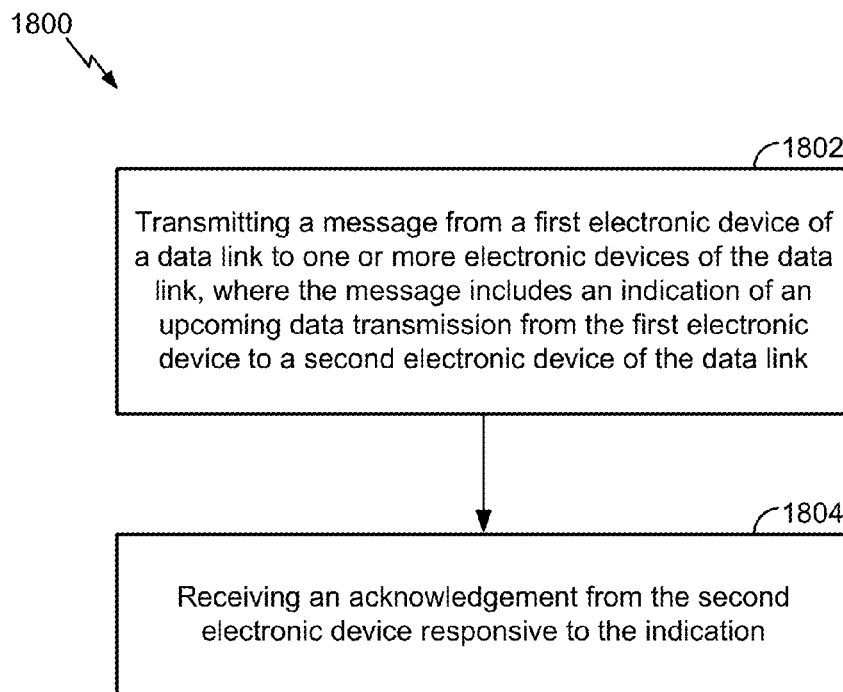 1800
1802
Transmitting a message from a first electronic device of
a data link to one or more electronic devices of the data
link, where the message includes an indication of an
upcoming data transmission from the first electronic
device to a second electronic device of the data link
1804
Receiving an acknowledgement from the second
electronic device responsive to the indication